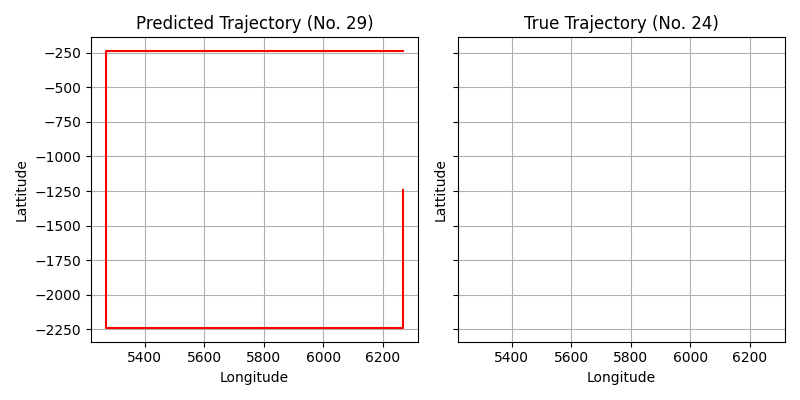 Predicted Trajectory (No. 29)
True Trajectory (No. 24)
−250
−500
−750
−1000
−1250
−1500
−1750
−2000
−2250
Lattitude
Lattitude
5400 5600 5800 6000 6200
5400 5600 5800 6000 6200
Longitude
Longitude